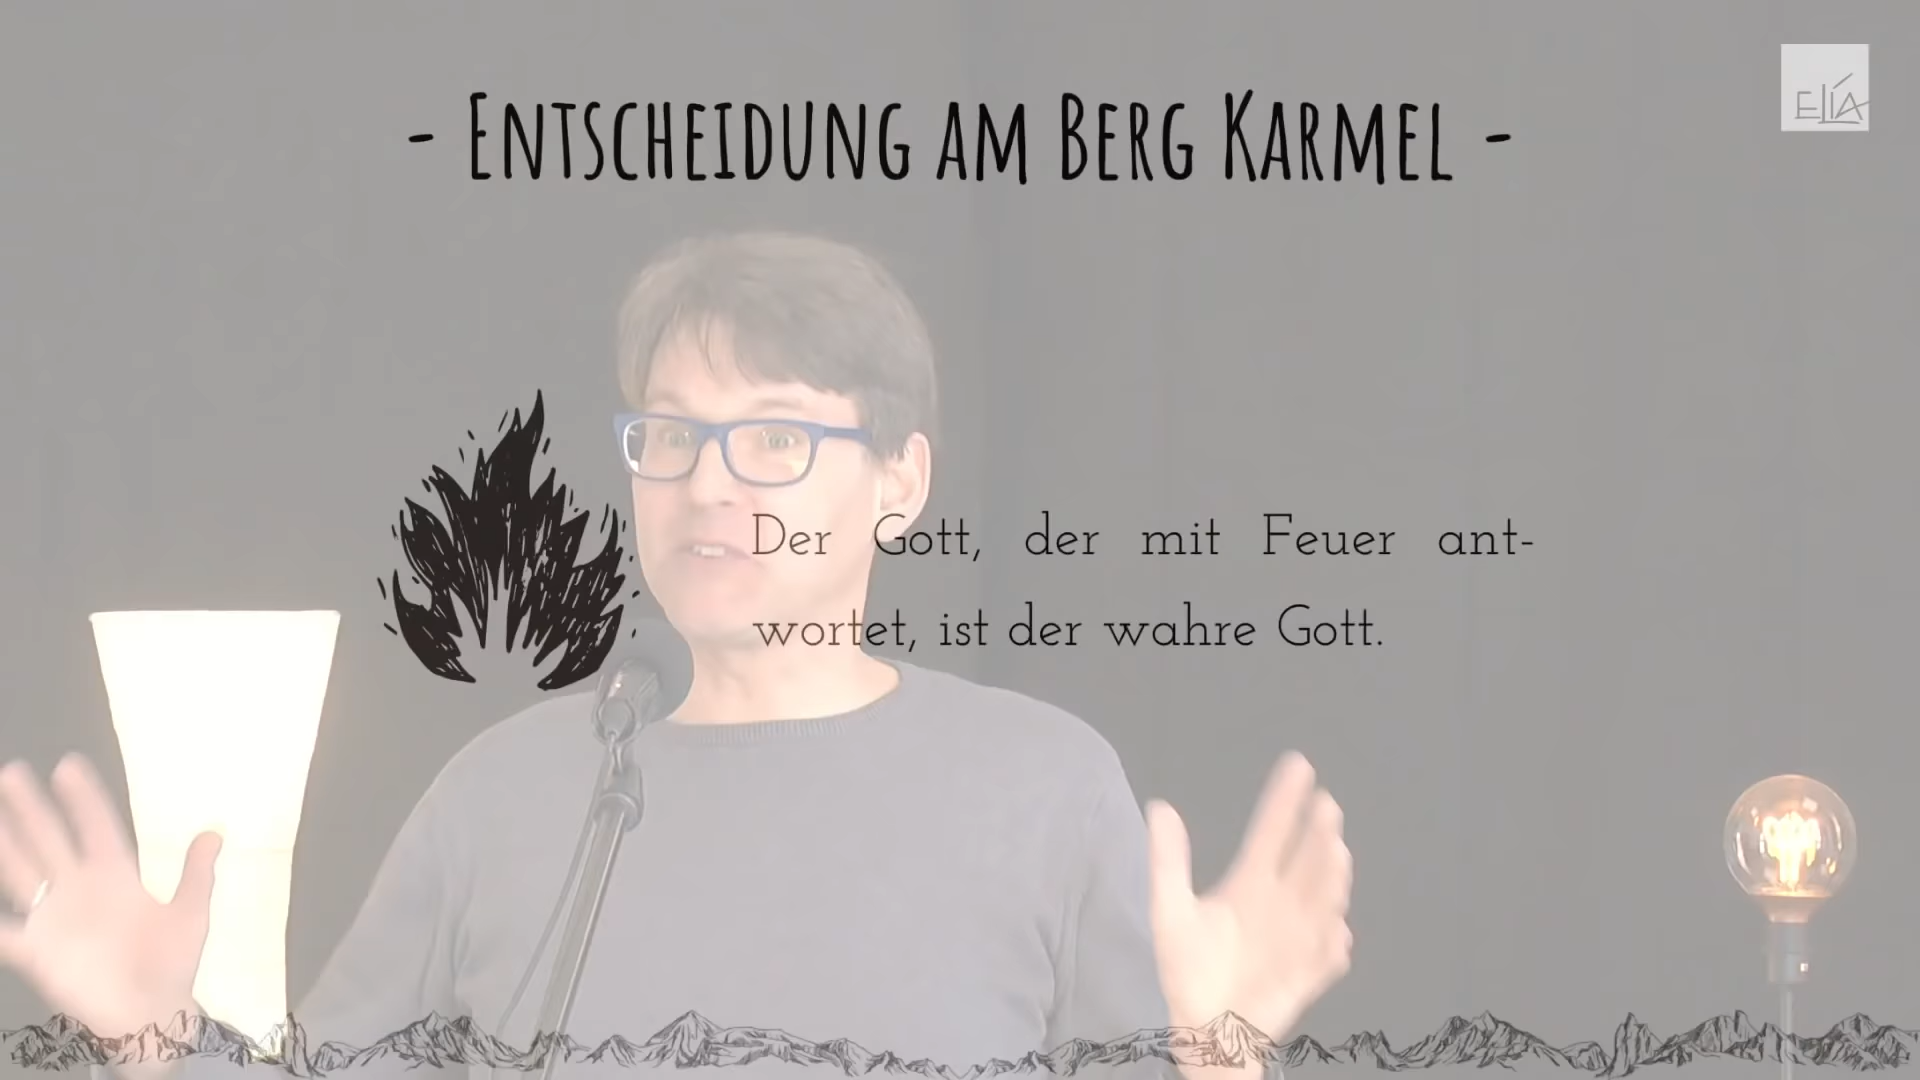 - Entscheidung am Berg Karmel -
ELIA
Der Gott, der mit Feuer ant-
wortet, ist der wahre Gott.